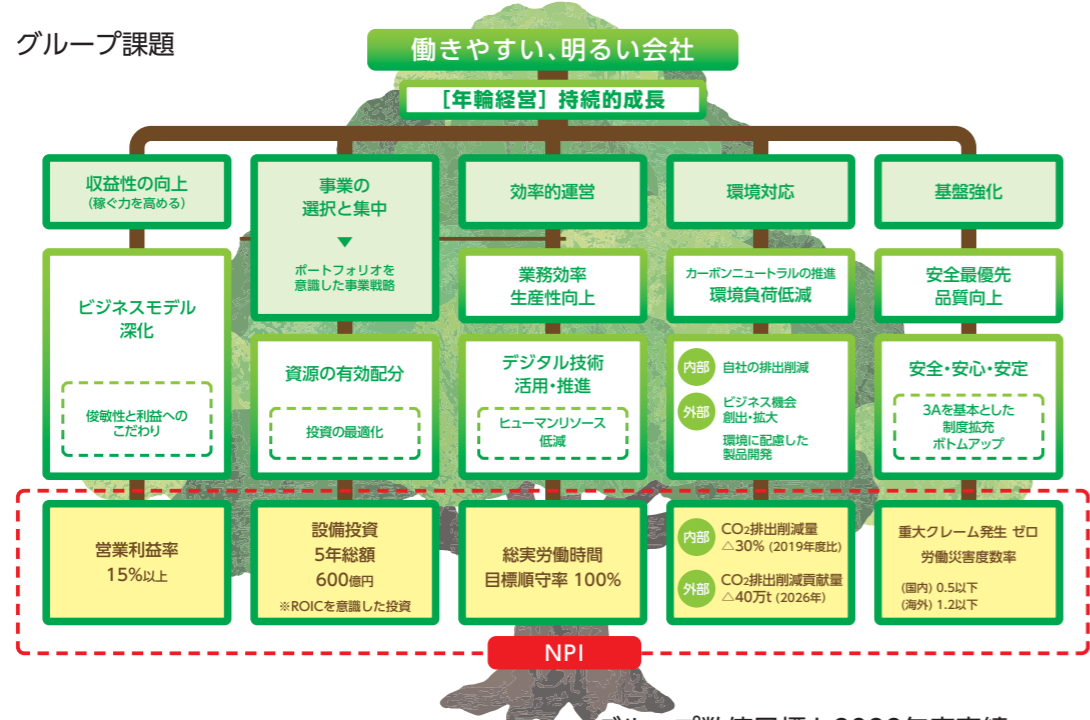 グループ課題
働きやすい、明るい会社
［年輪経営］持続的成長
収益性の向上
（稼ぐ力を高める）
ビジネスモデル
深化
俊敏性と利益への
こだわり
営業利益率
15%以上
事業の
選択と集中
▼
ポートフォリオを
意識した事業戦略
資源の有効配分
投資の最適化
設備投資
5年総額
600億円
※ROICを意識した投資
効率的運営
業務効率
生産性向上
デジタル技術
活用・推進
ヒューマンリソース
低減
総実労働時間
目標順守率 100%
環境対応
カーボンニュートラルの推進
環境負荷低減
内部 自社の排出削減
外部 ビジネス機会
創出・拡大
環境に配慮した
製品開発
内部 CO2排出削減量
△30% (2019年度比)
外部 CO2排出削減貢献量
△40万t (2026年)
基盤強化
安全最優先
品質向上
安全・安心・安定
3Aを基本とした
制度拡充
ボトムアップ
重大クレーム発生 ゼロ
労働災害度数率
(国内) 0.5以下
(海外) 1.2以下
NPI